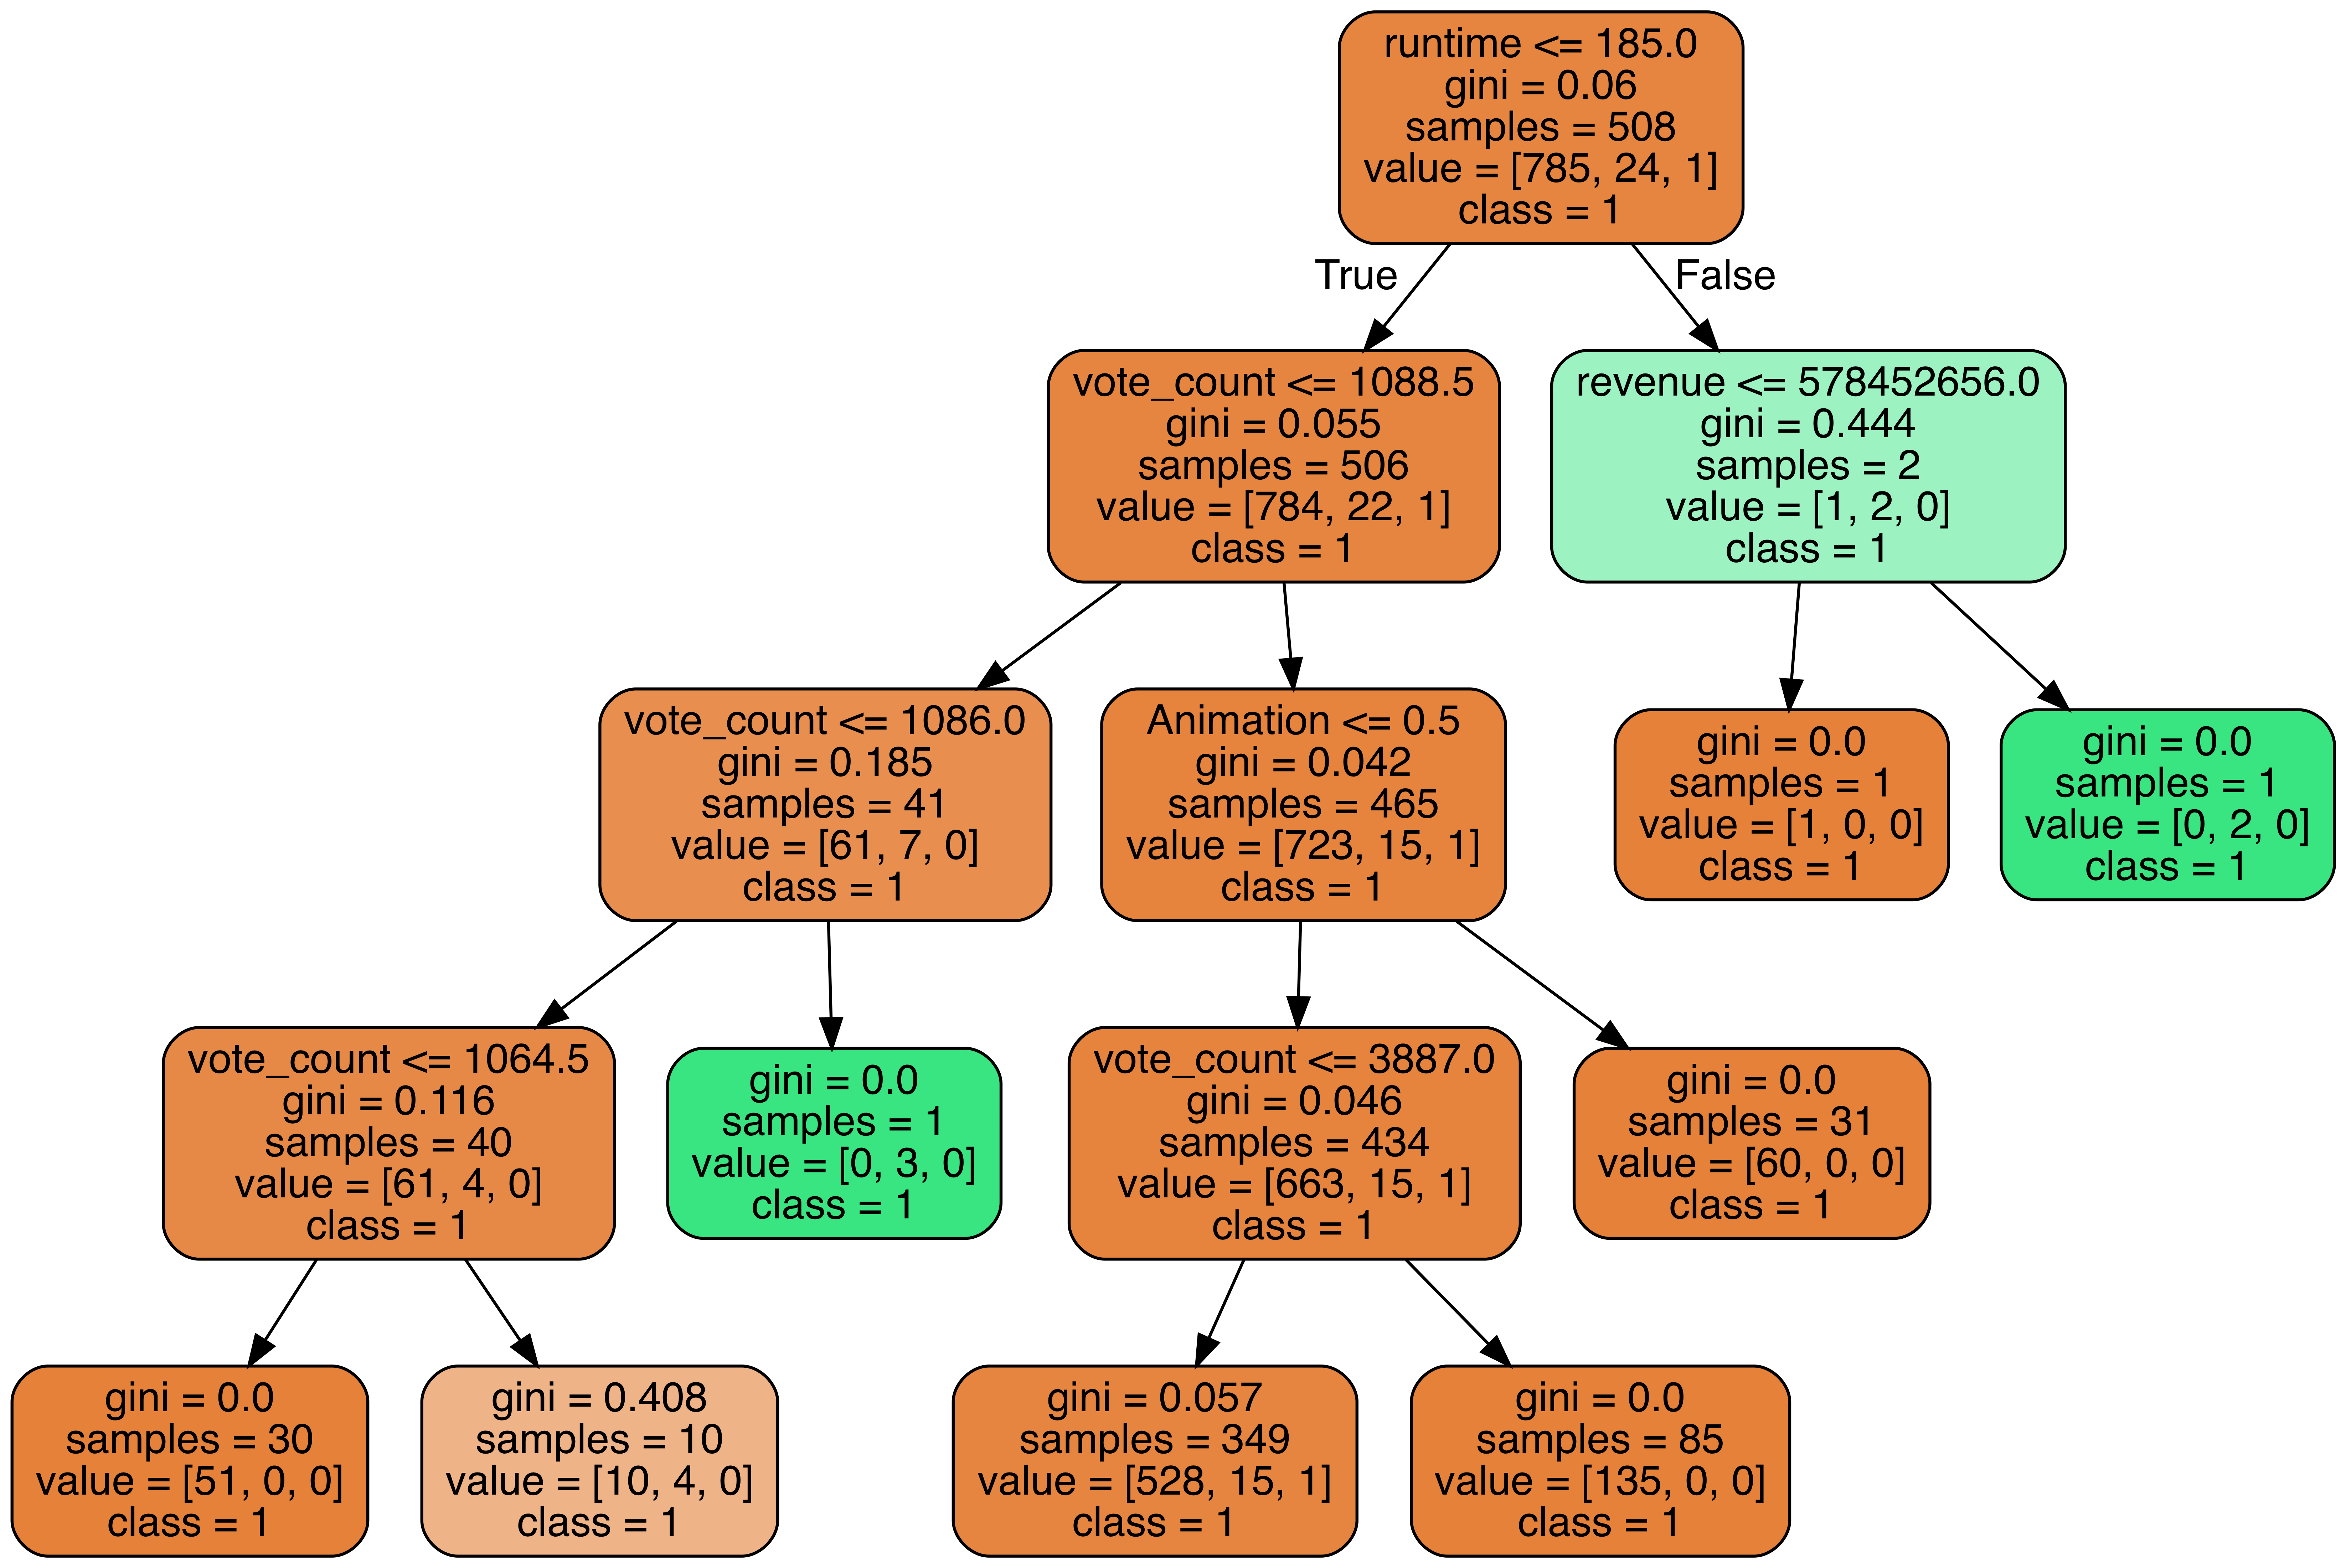 runtime <= 185.0
gini = 0.06
samples = 508
value = [785, 24, 1]
class = 1
True
False
vote_count <= 1088.5
gini = 0.055
samples = 506
value = [784, 22, 1]
class = 1
revenue <= 578452656.0
gini = 0.444
samples = 2
value = [1, 2, 0]
class = 1
vote_count <= 1086.0
gini = 0.185
samples = 41
value = [61, 7, 0]
class = 1
Animation <= 0.5
gini = 0.042
samples = 465
value = [723, 15, 1]
class = 1
gini = 0.0
samples = 1
value = [1, 0, 0]
class = 1
gini = 0.0
samples = 1
value = [0, 2, 0]
class = 1
vote_count <= 1064.5
gini = 0.116
samples = 40
value = [61, 4, 0]
class = 1
gini = 0.0
samples = 1
value = [0, 3, 0]
class = 1
vote_count <= 3887.0
gini = 0.046
samples = 434
value = [663, 15, 1]
class = 1
gini = 0.0
samples = 31
value = [60, 0, 0]
class = 1
gini = 0.0
samples = 30
value = [51, 0, 0]
class = 1
gini = 0.408
samples = 10
value = [10, 4, 0]
class = 1
gini = 0.057
samples = 349
value = [528, 15, 1]
class = 1
gini = 0.0
samples = 85
value = [135, 0, 0]
class = 1